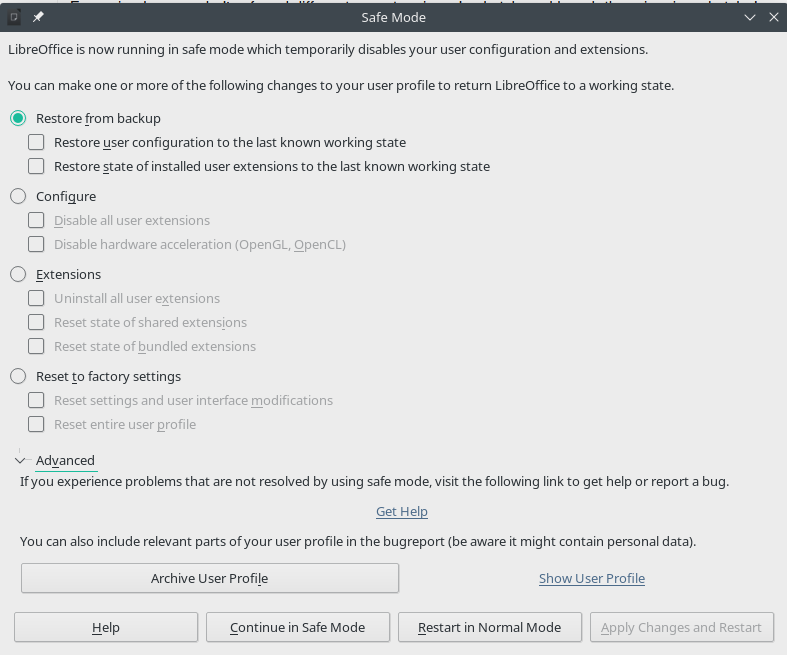 Safe Mode
LibreOffice is now running in safe mode which temporarily disables your user configuration and extensions.
You can make one or more of the following changes to your user profile to return LibreOffice to a working state.
Restore from backup
Restore user configuration to the last known working state
Restore state of installed user extensions to the last known working state
Configure
Disable all user extensions
Disable hardware acceleration (OpenGL, OpenCL)
Extensions
Uninstall all user extensions
Reset state of shared extensions
Reset state of bundled extensions
Reset to factory settings
Reset settings and user interface modifications
Reset entire user profile
Advanced
If you experience problems that are not resolved by using safe mode, visit the following link to get help or report a bug.
Get Help
You can also include relevant parts of your user profile in the bugreport (be aware it might contain personal data).
Archive User Profile Show User Profile
Help Continue in Safe Mode Restart in Normal Mode Apply Changes and Restart